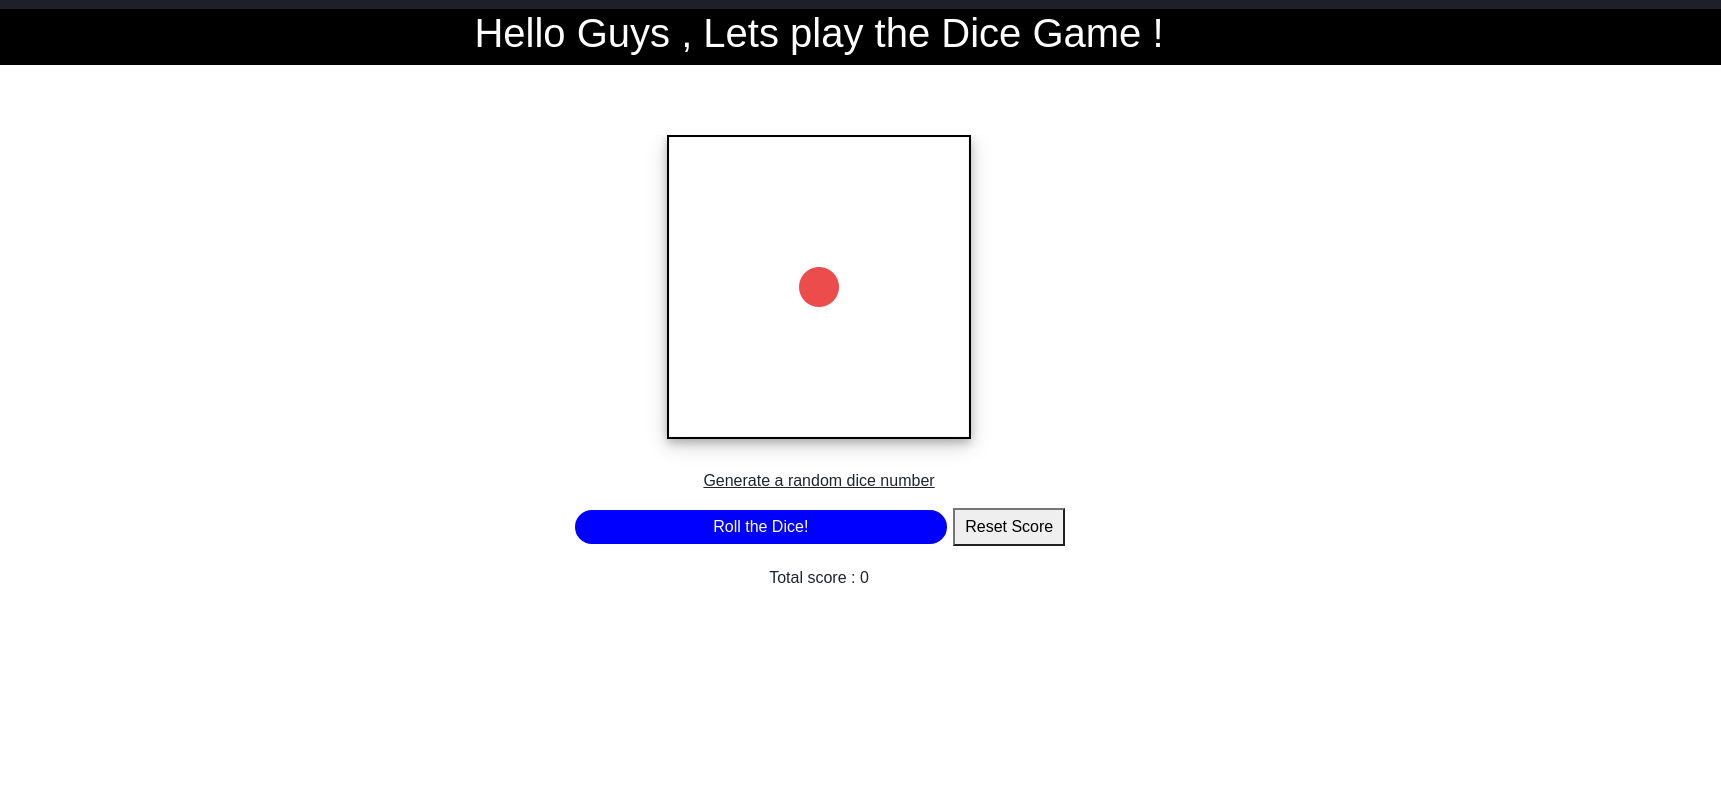 Hello Guys , Lets play the Dice Game !
Generate a random dice number
Roll the Dice! Reset Score
Total score : 0